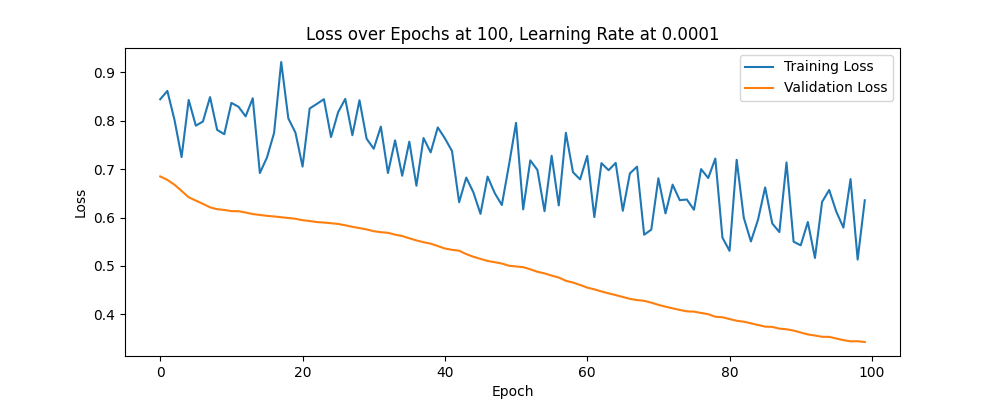 Loss over Epochs at 100, Learning Rate at 0.0001
Training Loss
Validation Loss
0.9
0.8
0.7
0.6
0.5
0.4
Loss
0 20 40 60 80 100
Epoch